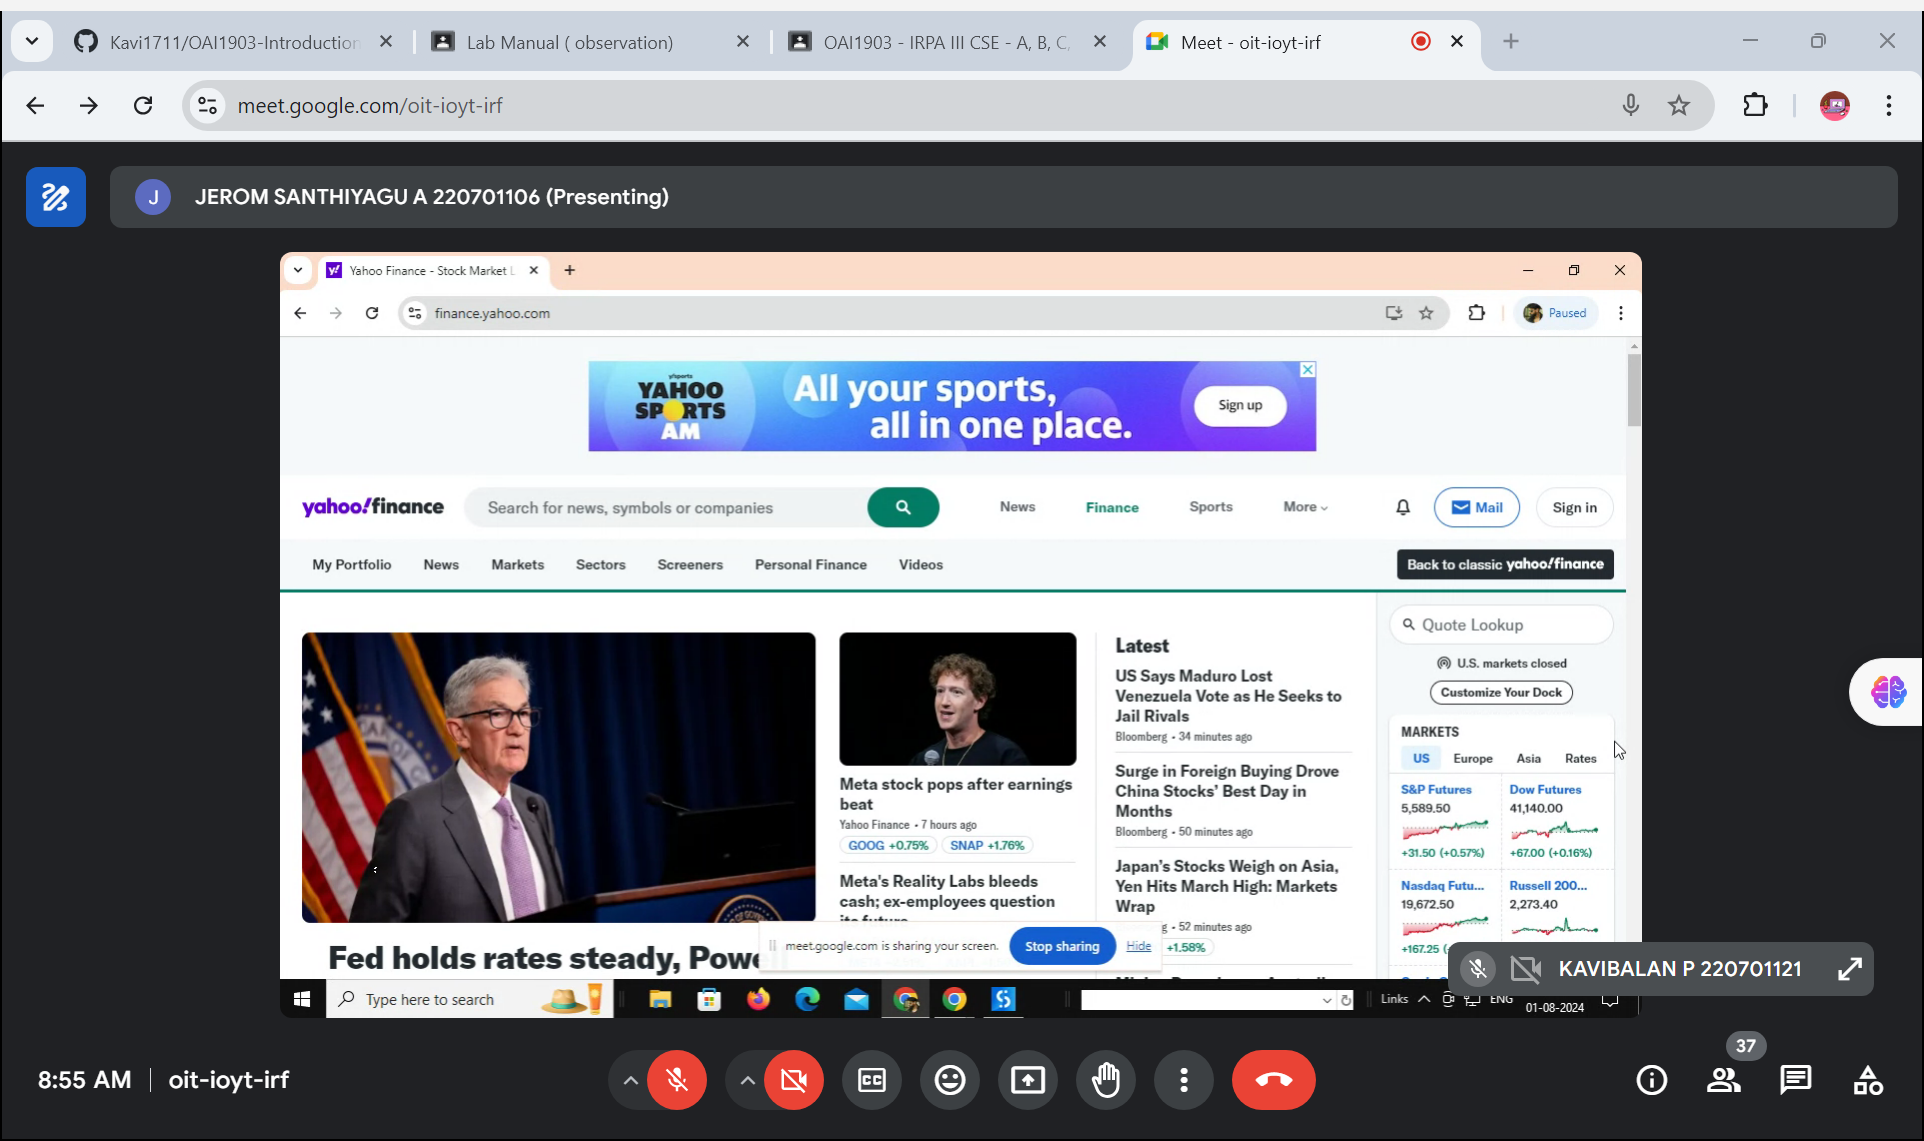 Kavi1711/OAI1903-Introduction
Lab Manual ( observation)
OAI1903 - IRPA III CSE - A, B, C,
Meet - oit-ioyt-irf
meet.google.com/oit-ioyt-irf
J
JEROM SANTHIYAGU A 220701106 (Presenting)
Yahoo Finance - Stock Market L
finance.yahoo.com
Paused
y!sports
YAHOO
SPORTS
AM
All your sports,
all in one place.
Sign up
yahoo!finance
Search for news, symbols or companies
News
Finance
Sports
More
Mail
Sign in
My Portfolio
News
Markets
Sectors
Screeners
Personal Finance
Videos
Back to classic yahoo!finance
Fed holds rates steady, Powe
Meta stock pops after earnings
beat
Yahoo Finance • 7 hours ago
GOOG +0.75%
SNAP +1.76%
Meta's Reality Labs bleeds
cash; ex-employees question
its future
Latest
US Says Maduro Lost
Venezuela Vote as He Seeks to
Jail Rivals
Bloomberg • 34 minutes ago
Surge in Foreign Buying Drove
China Stocks' Best Day in
Months
Bloomberg • 50 minutes ago
Japan's Stocks Weigh on Asia,
Yen Hits March High: Markets
Wrap
g • 52 minutes ago
+1.58%
Quote Lookup
U.S. markets closed
Customize Your Dock
MARKETS
US
Europe
Asia
Rates
S&P Futures
5,589.50
+31.50 (+0.57%)
Dow Futures
41,140.00
+67.00 (+0.16%)
Nasdaq Futu...
19,672.50
+167.25
Russell 200...
2,273.40
meet.google.com is sharing your screen.
Stop sharing
Hide
KAVIBALAN P 220701121
Type here to search
Links
ENG
01-08-2024
8:55 AM
oit-ioyt-irf
CC
37